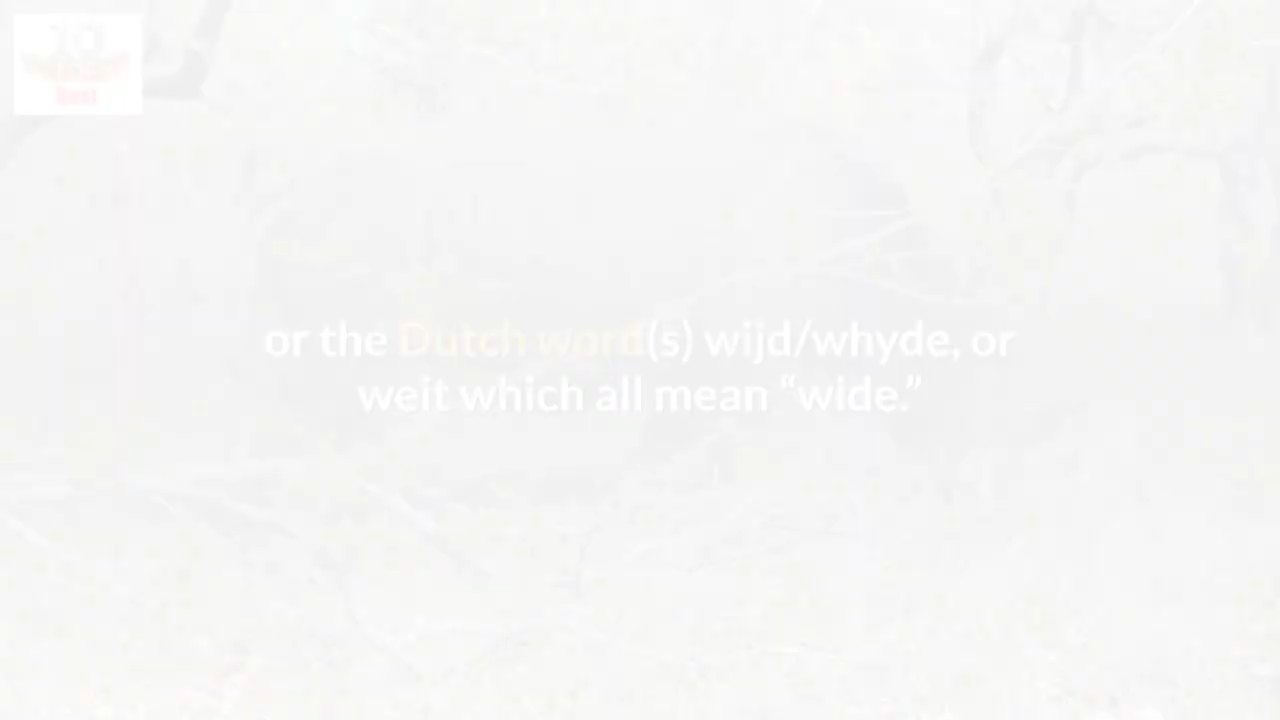 or the Dutch word(s) wijd/whyde, or
weit which all mean “wide.”